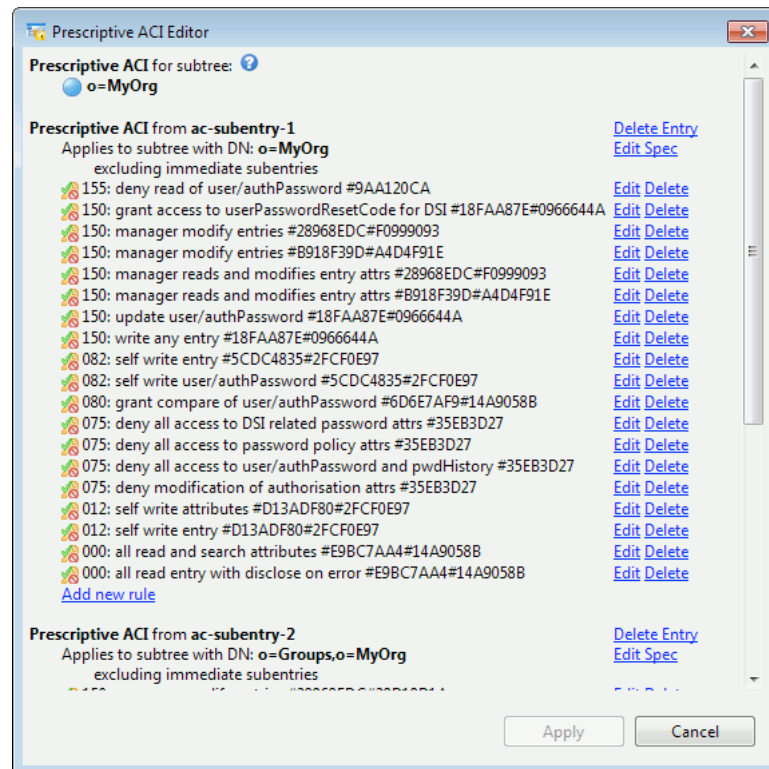 Prescriptive ACI Editor
Prescriptive ACI for subtree:
o=MyOrg
Prescriptive ACI from ac-subentry-1 Delete Entry
Applies to subtree with DN: o=MyOrg Edit Spec
excluding immediate subentries
155: deny read of user/authPassword #9AA120CA Edit Delete
150: grant access to userPasswordResetCode for DSI #18FAA87E#0966644A Edit Delete
150: manager modify entries #28968EDC#F0999093 Edit Delete
150: manager modify entries #B918F39D#A4D4F91E Edit Delete
150: manager reads and modifies entry attrs #28968EDC#F0999093 Edit Delete
150: manager reads and modifies entry attrs #B918F39D#A4D4F91E Edit Delete
150: update user/authPassword #18FAA87E#0966644A Edit Delete
150: write any entry #18FAA87E#0966644A Edit Delete
082: self write entry #5CDC4835#2FCF0E97 Edit Delete
082: self write user/authPassword #5CDC4835#2FCF0E97 Edit Delete
080: grant compare of user/authPassword #6D6E7AF9#14A9058B Edit Delete
075: deny all access to DSI related password attrs #35EB3D27 Edit Delete
075: deny all access to password policy attrs #35EB3D27 Edit Delete
075: deny all access to user/authPassword and pwdHistory #35EB3D27 Edit Delete
075: deny modification of authorisation attrs #35EB3D27 Edit Delete
012: self write attributes #D13ADF80#2FCF0E97 Edit Delete
012: self write entry #D13ADF80#2FCF0E97 Edit Delete
000: all read and search attributes #E9BC7AA4#14A9058B Edit Delete
000: all read entry with disclose on error #E9BC7AA4#14A9058B Edit Delete
Add new rule
Prescriptive ACI from ac-subentry-2 Delete Entry
Applies to subtree with DN: o=Groups,o=MyOrg Edit Spec
excluding immediate subentries
Apply Cancel